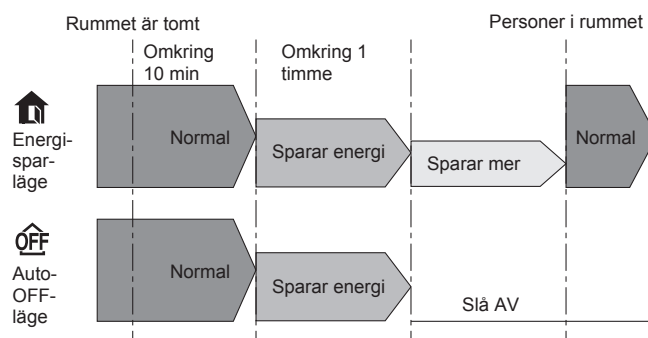 Rummet är tomt
Personer i rummet
Omkring
10 min
Omkring 1
timme
Energi-
spar-
läge
Normal
Sparar energi
Sparar mer
Normal
OFF
Auto-
OFF-
läge
Normal
Sparar energi
Slå AV